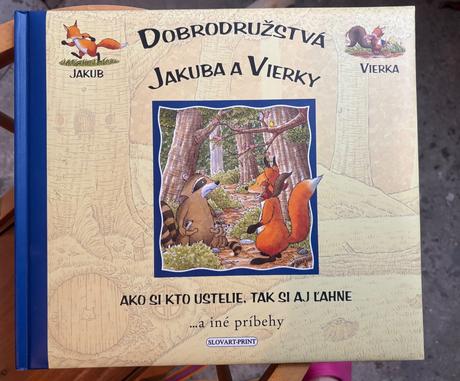 DOBRODRUŽSTVÁ
JAKUBA A VIERKY
JAKUB
VIERKA
AKO SI KTO USTELIE, TAK SI AJ ĽAHNE
...a iné príbehy
SLOVART-PRINT